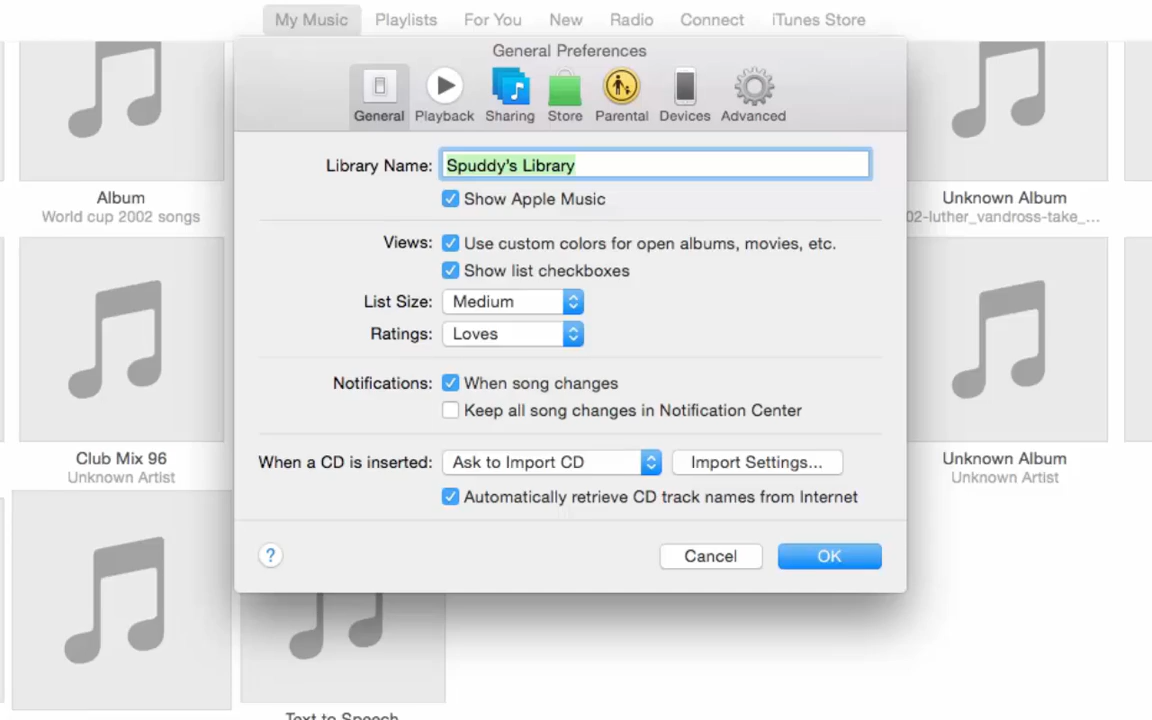 My Music Playlists For You New Radio Connect iTunes Store
General Preferences
General Playback Sharing Store Parental Devices Advanced
Library Name: Spuddy's Library
Show Apple Music
Views: Use custom colors for open albums, movies, etc.
Show list checkboxes
List Size: Medium
Ratings: Loves
Notifications: When song changes
Keep all song changes in Notification Center
When a CD is inserted: Ask to Import CD Import Settings...
Automatically retrieve CD track names from Internet
? Cancel OK
Album
World cup 2002 songs
Unknown Album
02-luther_vandross-take_...
Club Mix 96
Unknown Artist
Unknown Album
Unknown Artist
Text to Speech